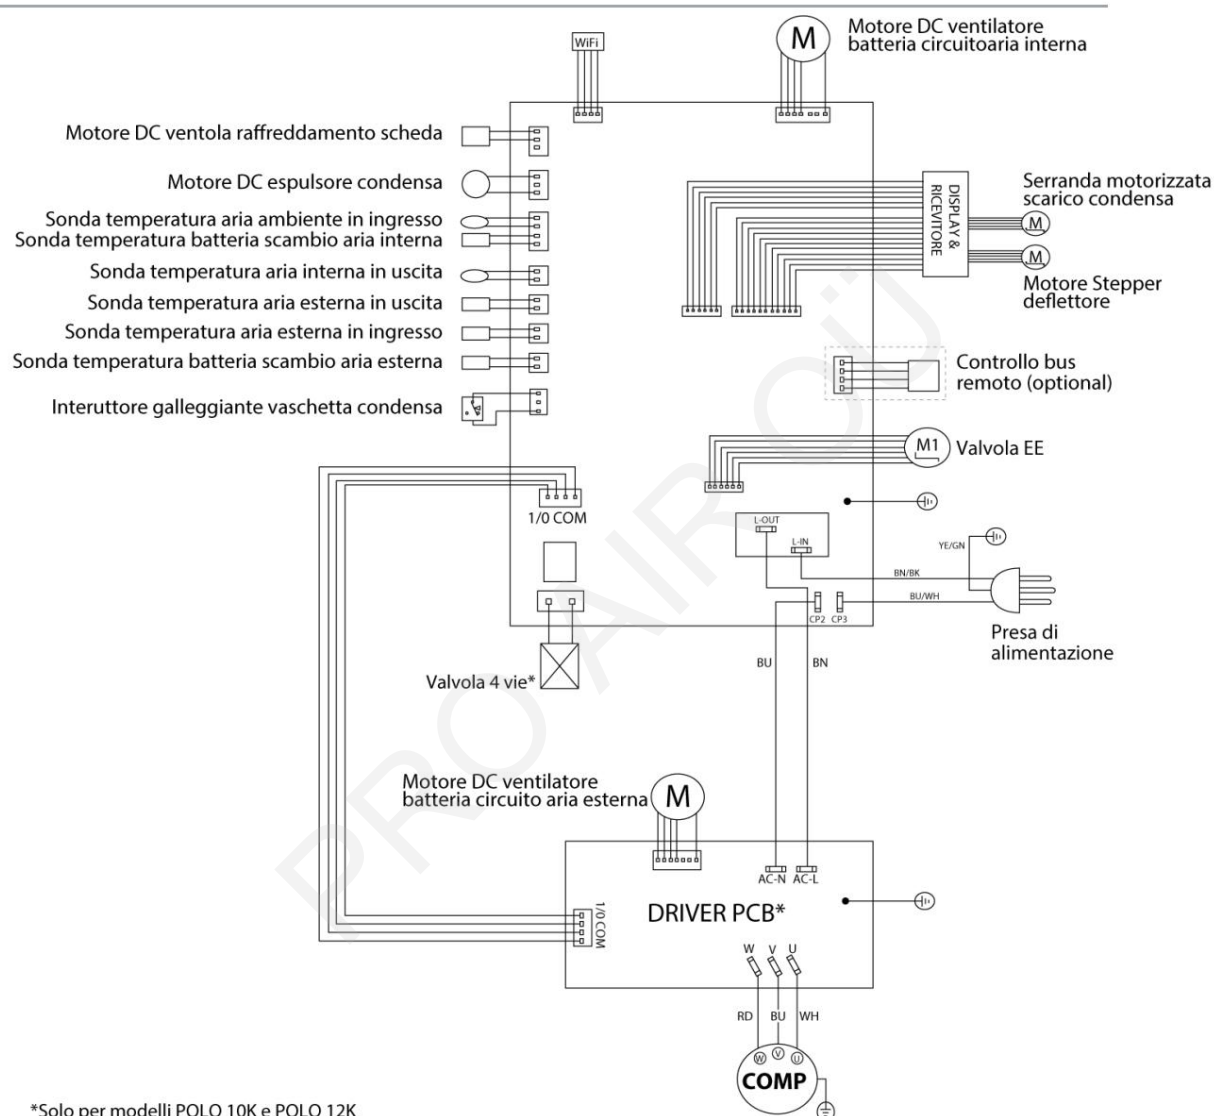 WiFi
M
Motore DC ventilatore
batteria circuitoaria interna
Motore DC ventola raffreddamento scheda
Motore DC espulsore condensa
Sonda temperatura aria ambiente in ingresso
Sonda temperatura batteria scambio aria interna
Sonda temperatura aria interna in uscita
Sonda temperatura aria esterna in uscita
Sonda temperatura aria esterna in ingresso
Sonda temperatura batteria scambio aria esterna
Interuttore galleggiante vaschetta condensa
DISPLAY &
RICEVITORE
M
Serranda motorizzata
scarico condensa
M
Motore Stepper
deflettore
Controllo bus
remoto (optional)
M1
Valvola EE
1/0 COM
L-OUT
L-IN
YE/GN
BN/BK
BU/WH
CP2
CP3
Presa di
alimentazione
BU
BN
Valvola 4 vie*
Motore DC ventilatore
batteria circuito aria esterna
M
AC-N
AC-L
1/0 COM
DRIVER PCB*
W
V
U
RD
BU
WH
W
V
U
COMP
*Solo per modelli POLO 10K e POLO 12K
PRO AIR OÜ